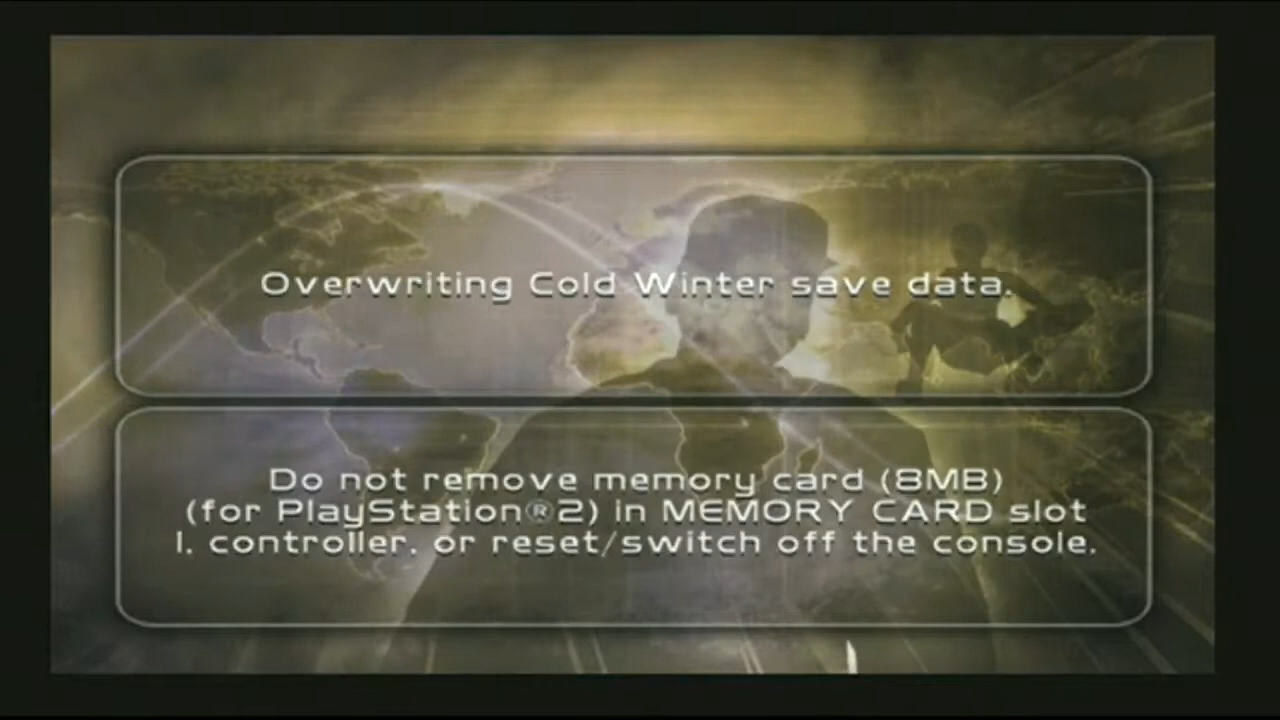 Overwriting Cold Winter save data.
Do not remove memory card (8MB)
(for PlayStation®2) in MEMORY CARD slot
1, controller, or reset/switch off the console.